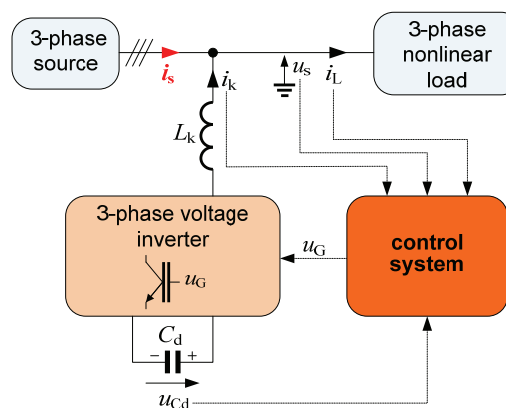 3-phase
source
i_s
i_k
u_s
i_L
3-phase
nonlinear
load
L_k
3-phase voltage
inverter
u_G
u_G
control
system
C_d
− +
u_Cd